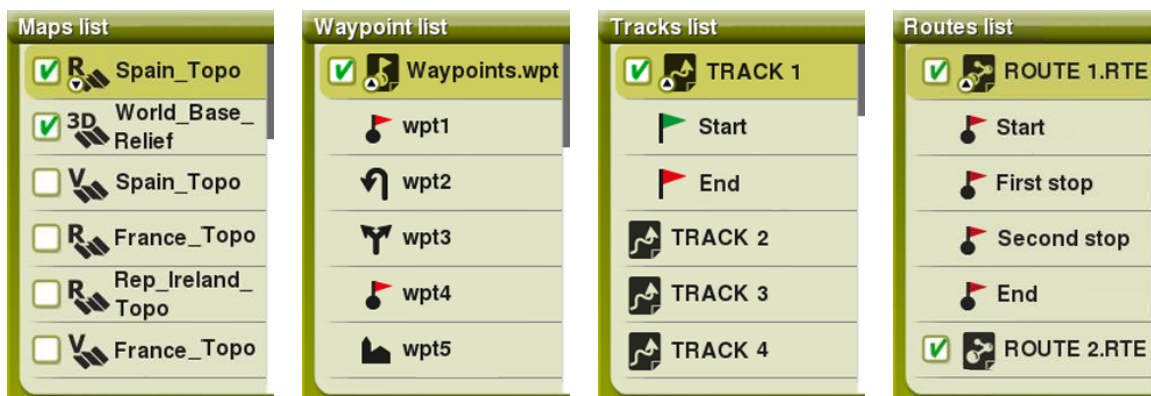 Maps list
R Spain_Topo
3D World_Base_
Relief
V Spain_Topo
R France_Topo
R Rep_Ireland_
Topo
V France_Topo
Waypoint list
Waypoints.wpt
wpt1
wpt2
wpt3
wpt4
wpt5
Tracks list
TRACK 1
Start
End
TRACK 2
TRACK 3
TRACK 4
Routes list
ROUTE 1.RTE
Start
First stop
Second stop
End
ROUTE 2.RTE